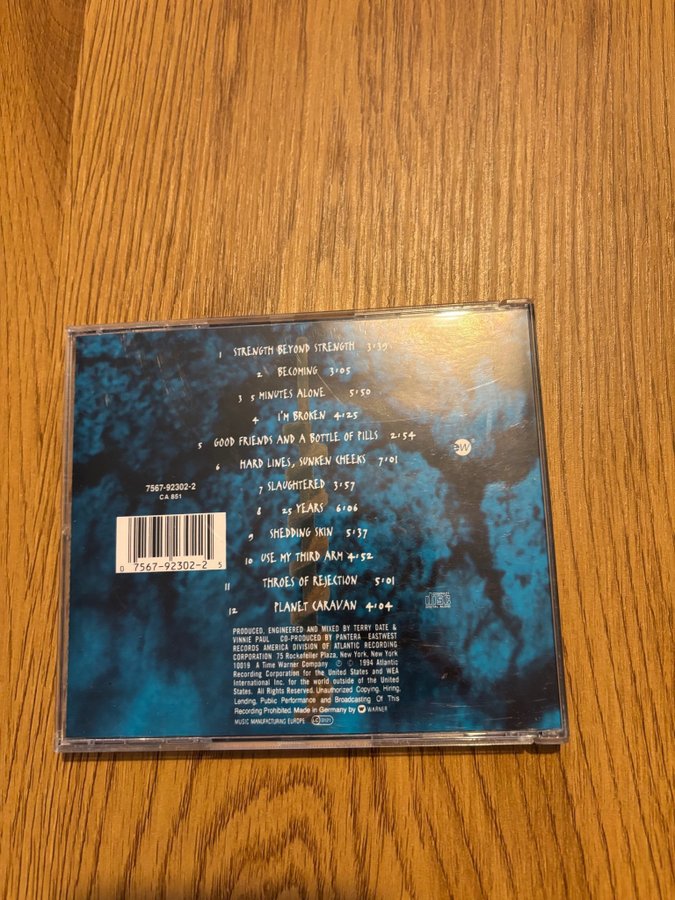 1 STRENGTH BEYOND STRENGTH 3:39
2 BECOMING 3:05
3 5 MINUTES ALONE 5:50
4 I'M BROKEN 4:25
5 GOOD FRIENDS AND A BOTTLE OF PILLS 2:54
6 HARD LINES, SUNKEN CHEEKS 7:01
7 SLAUGHTERED 3:57
8 25 YEARS 6:06
9 SHEDDING SKIN 5:37
10 USE MY THIRD ARM 4:52
11 THROES OF REJECTION 5:01
12 PLANET CARAVAN 4:04
ew
7567-92302-2
CA 851
0 7567-92302-2 5
COMPACT
disc
DIGITAL AUDIO
PRODUCED, ENGINEERED AND MIXED BY TERRY DATE &
VINNIE PAUL CO-PRODUCED BY PANTERA EASTWEST
RECORDS AMERICA DIVISION OF ATLANTIC RECORDING
CORPORATION 75 Rockefeller Plaza, New York, New York
10019 A Time Warner Company ℗ © 1994 Atlantic
Recording Corporation for the United States and WEA
International Inc. for the world outside of the United
States. All Rights Reserved. Unauthorized Copying, Hiring,
Lending, Public Performance and Broadcasting Of This
Recording Prohibited. Made in Germany by WARNER
MUSIC MANUFACTURING EUROPE LC 0121